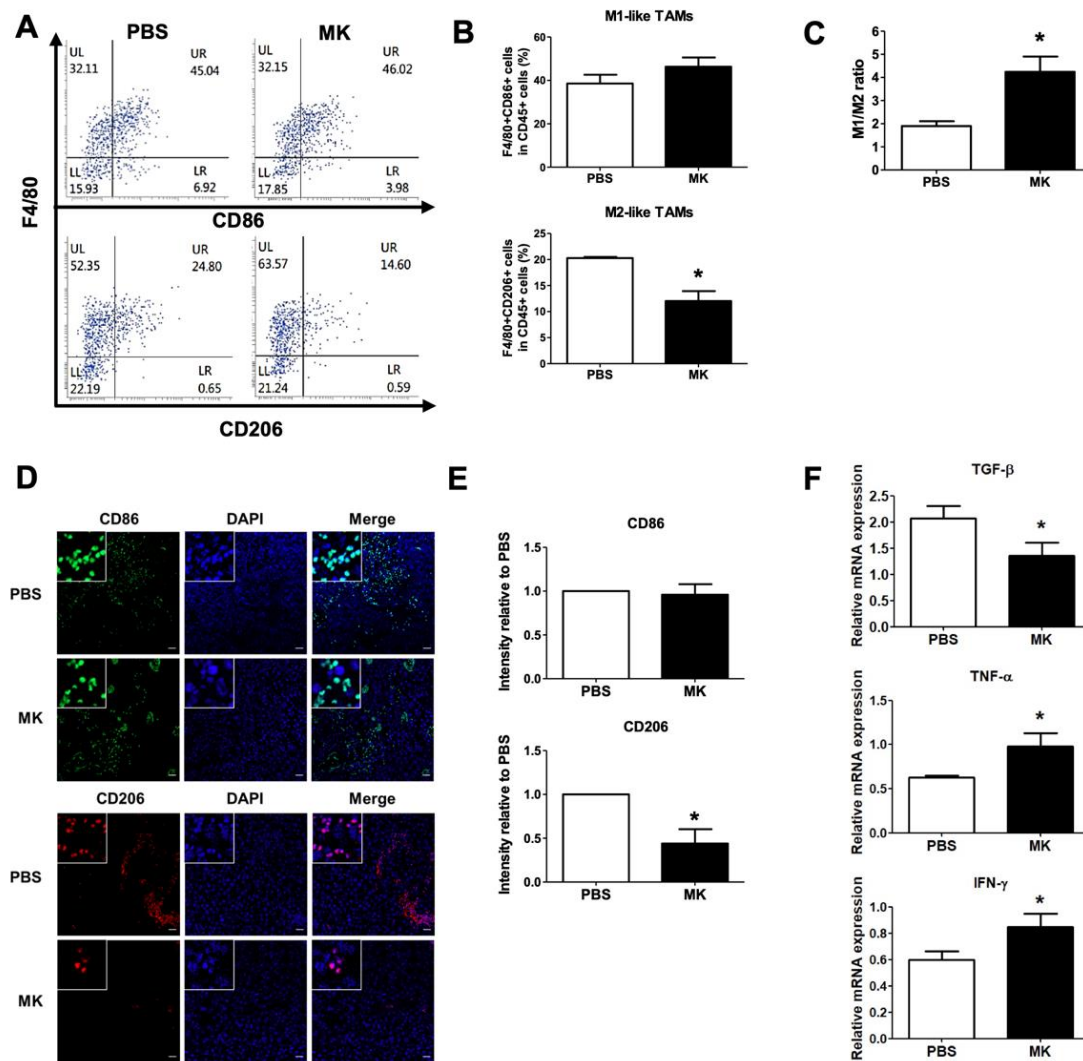 A
PBS
MK
UL
32.11
UR
45.04
LL
15.93
LR
6.92
UL
32.15
UR
46.02
LL
17.85
LR
3.98
CD86
UL
52.35
UR
24.80
LL
22.19
LR
0.65
UL
63.57
UR
14.60
LL
21.24
LR
0.59
F4/80
CD206
B
M1-like TAMs
F4/80+CD86+ cells
in CD45+ cells (%)
60
40
20
0
PBS
MK
M2-like TAMs
F4/80+CD206+ cells
in CD45+ cells (%)
25
20
15
10
5
0
*
PBS
MK
C
M1/M2 ratio
6
5
4
3
2
1
0
*
PBS
MK
D
CD86
DAPI
Merge
PBS
MK
CD206
DAPI
Merge
PBS
MK
E
CD86
Intensity relative to PBS
1.5
1.0
0.5
0.0
PBS
MK
CD206
Intensity relative to PBS
1.5
1.0
0.5
0.0
*
PBS
MK
F
TGF-β
Relative mRNA expression
2.5
2.0
1.5
1.0
0.5
0.0
*
PBS
MK
TNF-α
Relative mRNA expression
1.5
1.0
0.5
0.0
*
PBS
MK
IFN-γ
Relative mRNA expression
1.0
0.8
0.6
0.4
0.2
0.0
*
PBS
MK